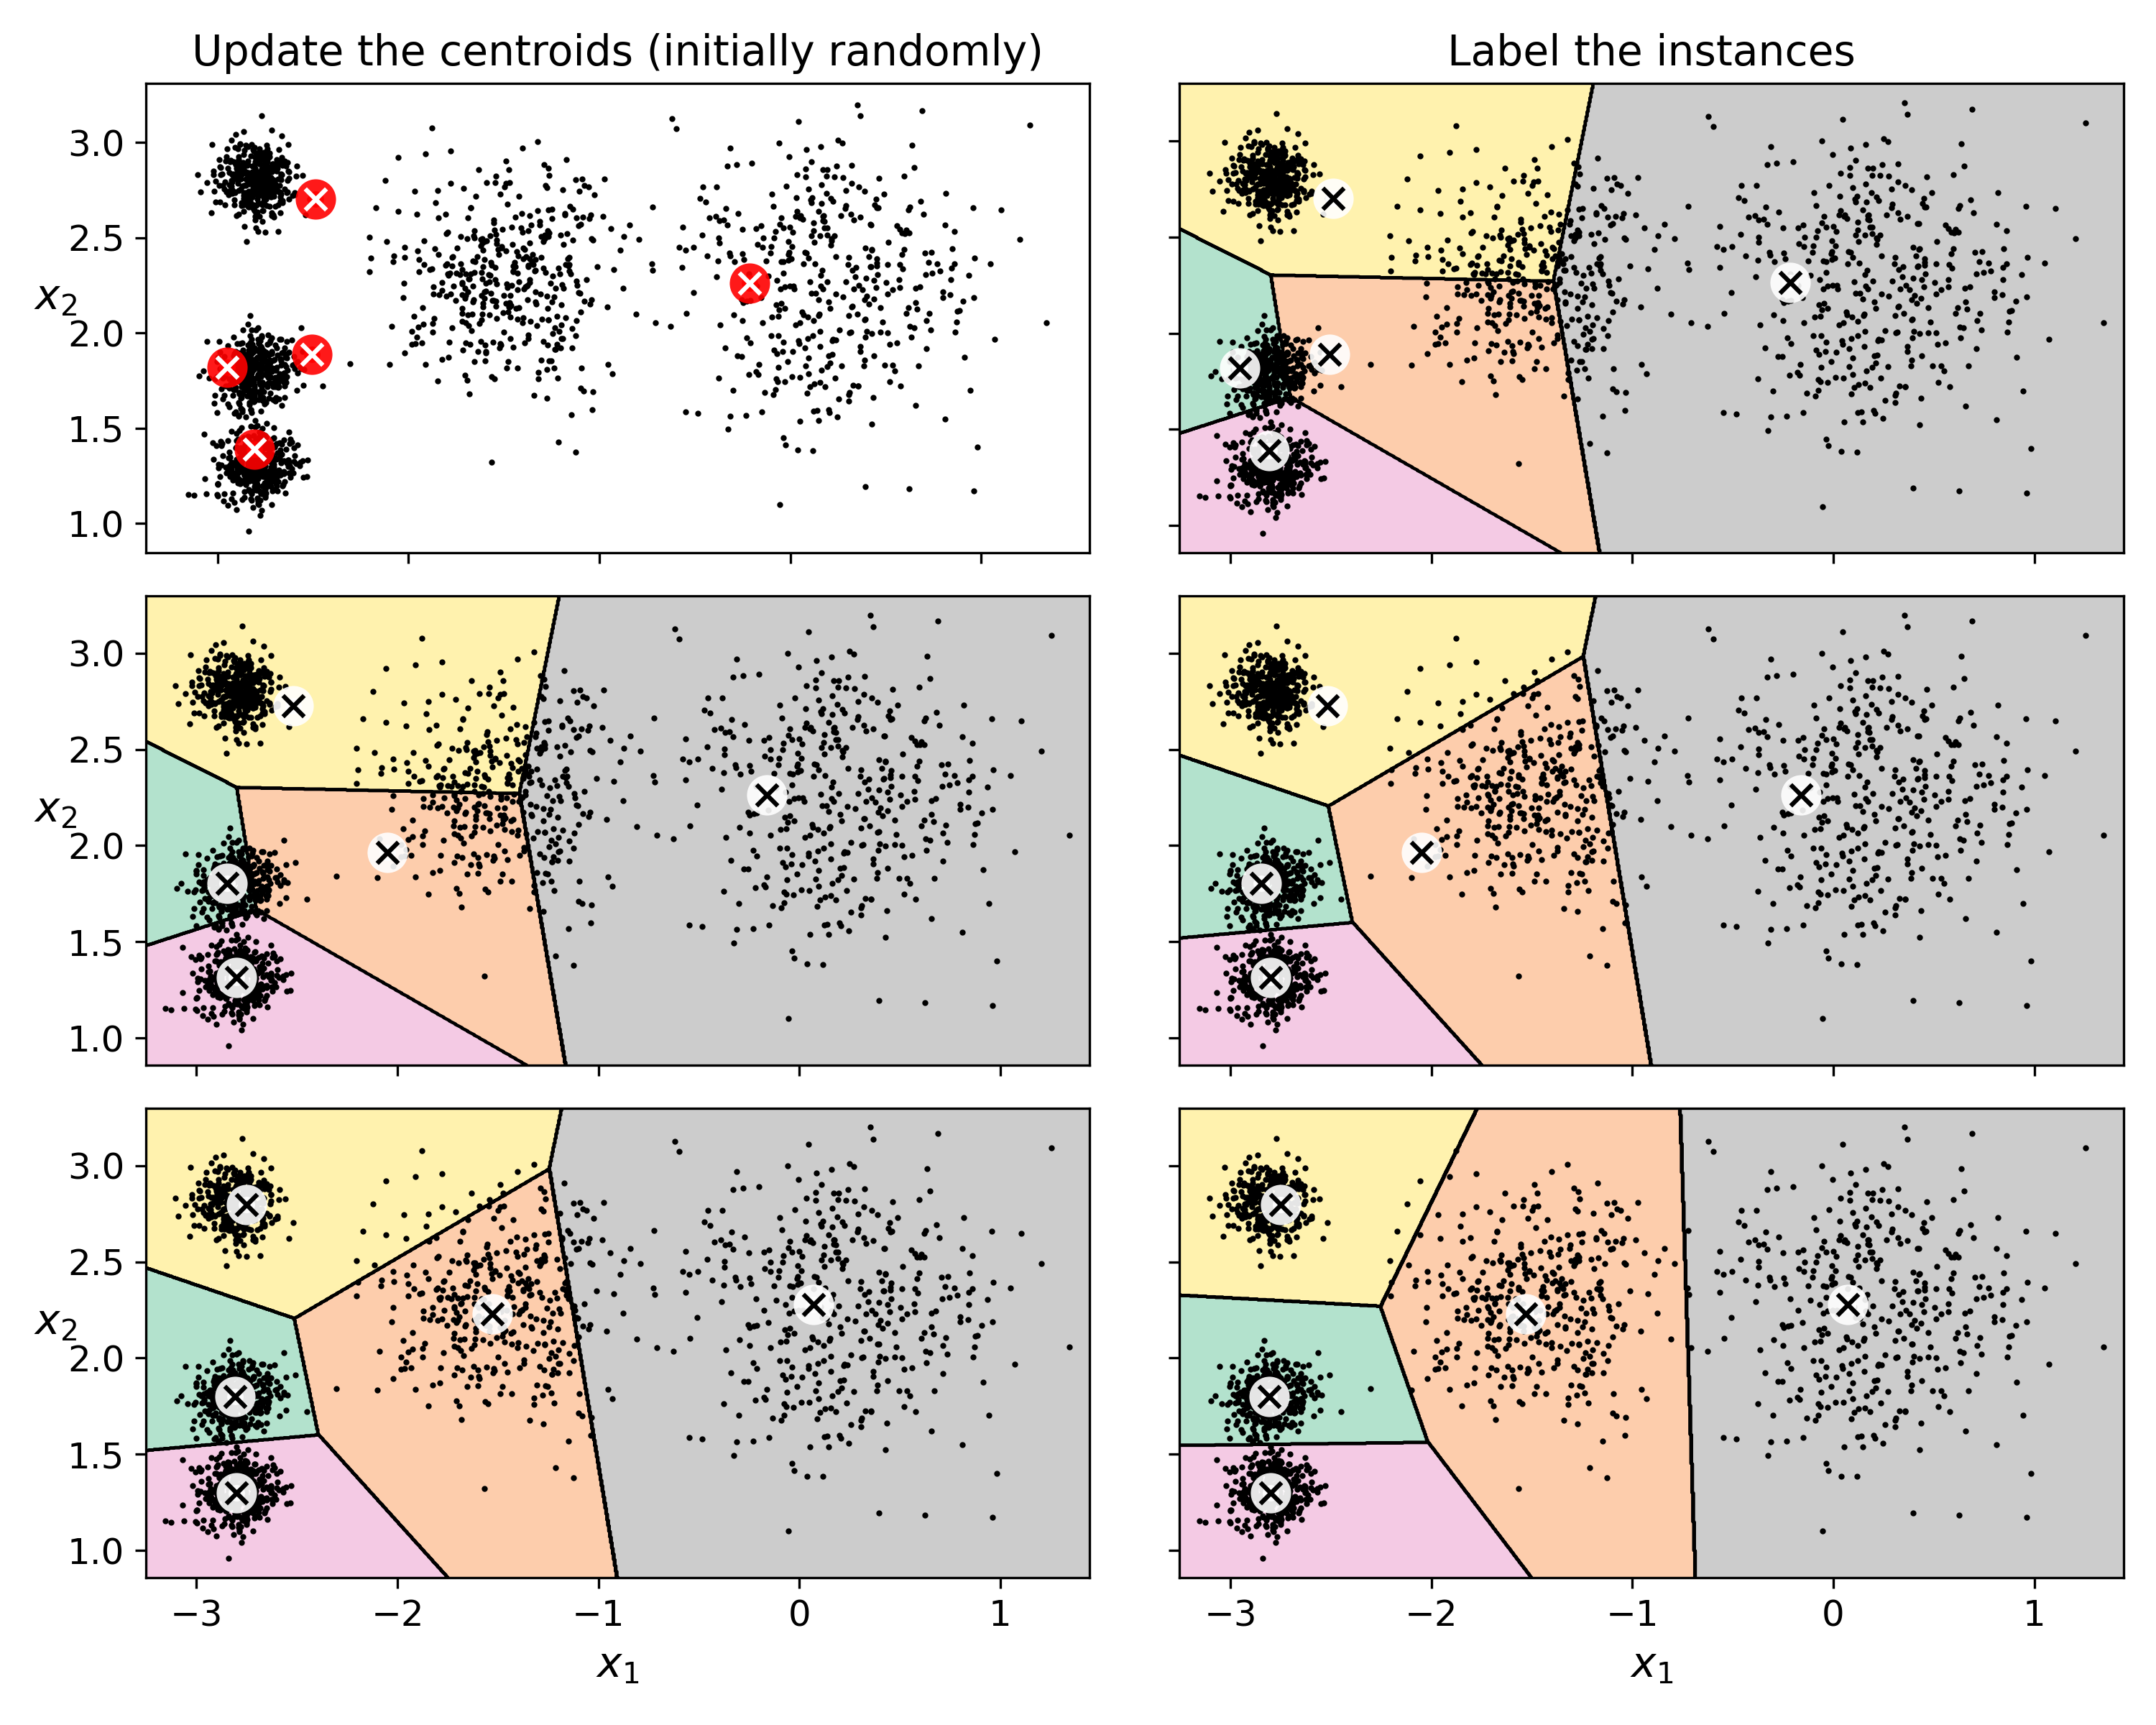 Update the centroids (initially randomly)
Label the instances
3.0
2.5
x₂
2.0
1.5
1.0
3.0
2.5
x₂
2.0
1.5
1.0
3.0
2.5
x₂
2.0
1.5
1.0
−3 −2 −1 0 1
x₁
−3 −2 −1 0 1
x₁